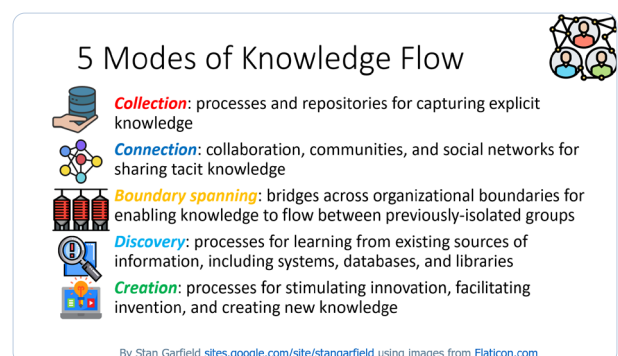 5 Modes of Knowledge Flow
Collection: processes and repositories for capturing explicit
knowledge
Connection: collaboration, communities, and social networks for
sharing tacit knowledge
Boundary spanning: bridges across organizational boundaries for
enabling knowledge to flow between previously-isolated groups
Discovery: processes for learning from existing sources of
information, including systems, databases, and libraries
Creation: processes for stimulating innovation, facilitating
invention, and creating new knowledge
By Stan Garfield sites.google.com/site/stangarfield using images from Flaticon.com